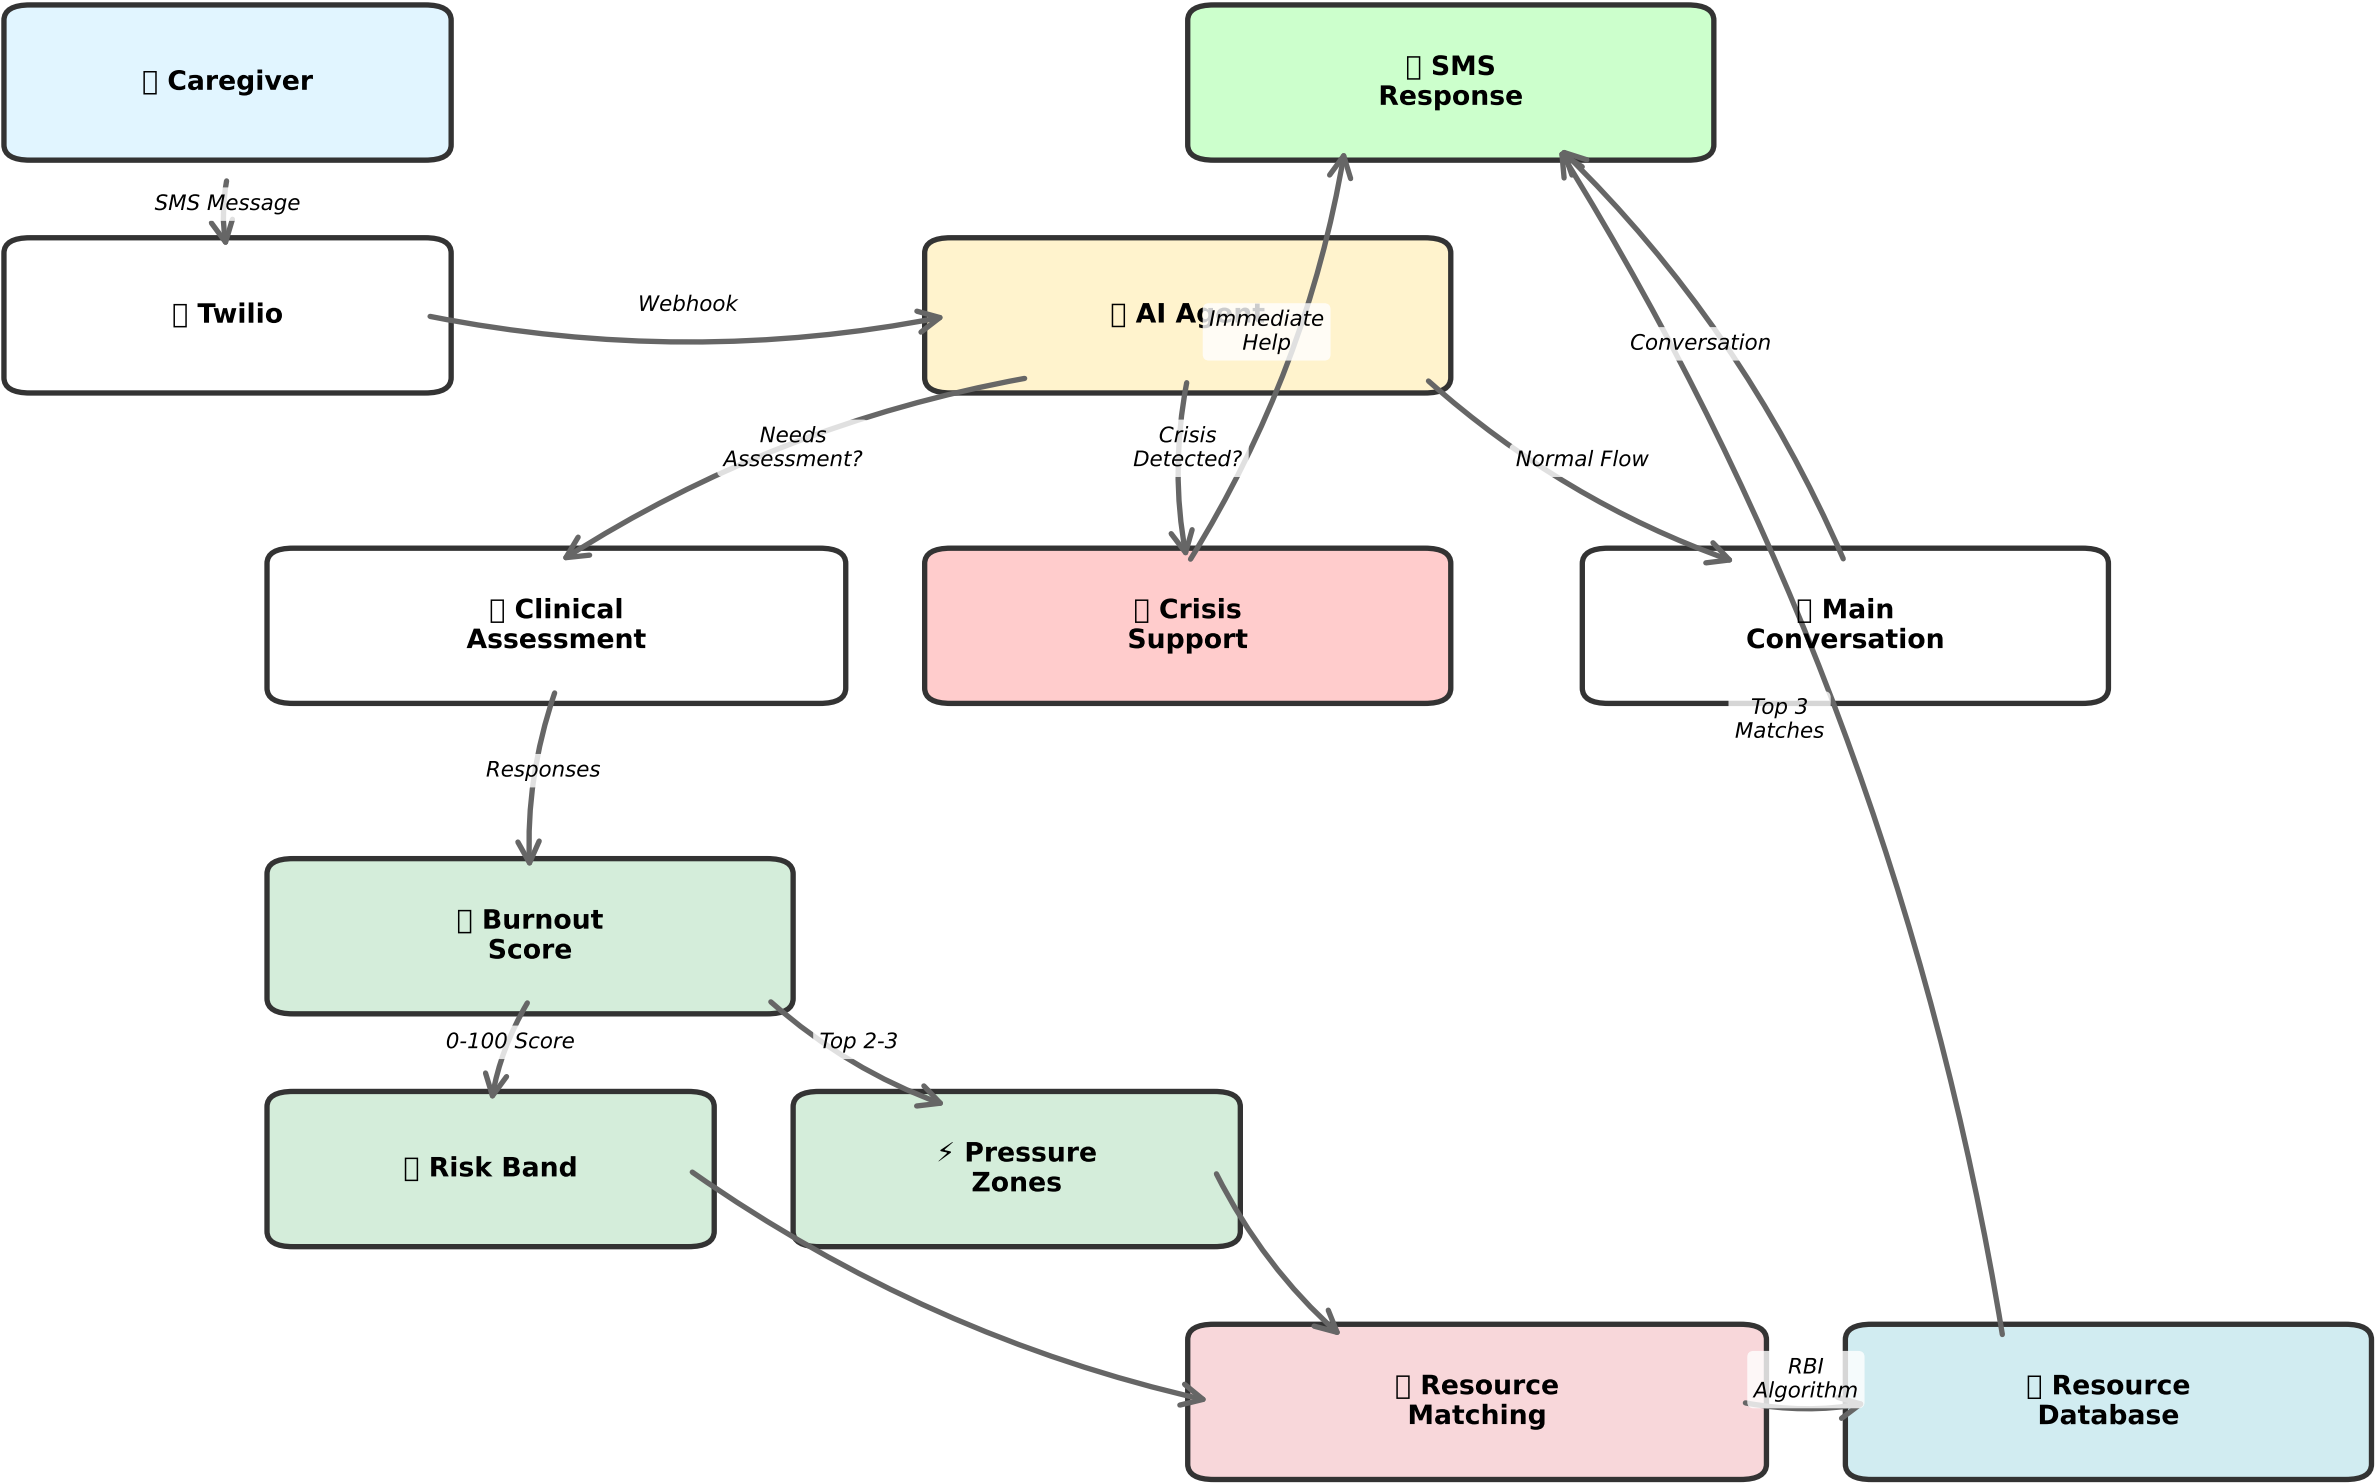 Caregiver
SMS
Response
SMS Message
Twilio
Webhook
AI Agent
Immediate
Help
Conversation
Needs
Assessment?
Crisis
Detected?
Normal Flow
Clinical
Assessment
Crisis
Support
Main
Conversation
Top 3
Matches
Responses
Burnout
Score
0-100 Score
Top 2-3
Risk Band
⚡ Pressure
Zones
RBI
Algorithm
Resource
Matching
Resource
Database